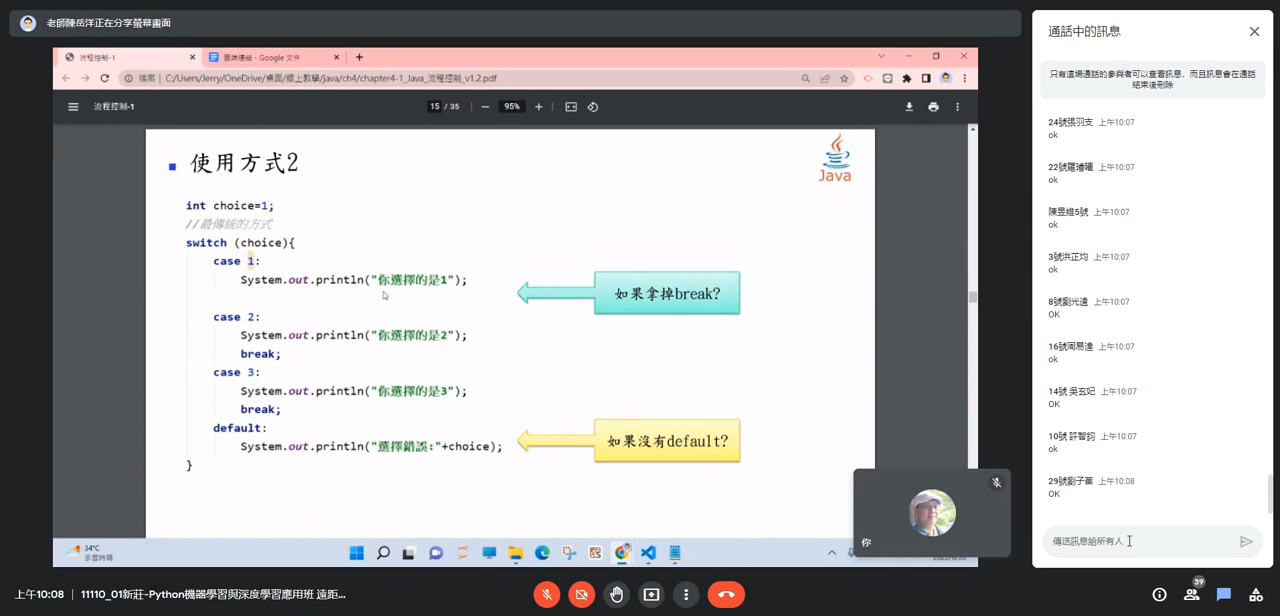 老師陳岳洋正在分享螢幕畫面
流程控制-1
雲端連結 - Google 文件
檔案 | C:/Users/Jerry/OneDrive/桌面/線上教學/java/ch4/chapter4-1_Java_流程控制_v1.2.pdf
流程控制-1
15 / 35
95%
使用方式2
Java
int choice=1;
//最傳統的方式
switch (choice){
case 1:
System.out.println("你選擇的是1");
如果拿掉break?
case 2:
System.out.println("你選擇的是2");
break;
case 3:
System.out.println("你選擇的是3");
break;
default:
System.out.println("選擇錯誤:"+choice);
如果沒有default?
}
34°C
多雲時晴
你
上午10:08 | 11110_01新莊-Python機器學習與深度學習應用班 遠距...
通話中的訊息
只有這場通話的參與者可以查看訊息，而且訊息會在通話
結束後刪除
24號張羽支 上午10:07
ok
22號羅璿曜 上午10:07
ok
陳昱維5號 上午10:07
ok
3號洪正均 上午10:07
ok
8號劉光遠 上午10:07
OK
16號周易達 上午10:07
ok
14號 吳玄妃 上午10:07
OK
10號 許智鈞 上午10:07
ok
29號劉子蕎 上午10:08
OK
傳送訊息給所有人
39